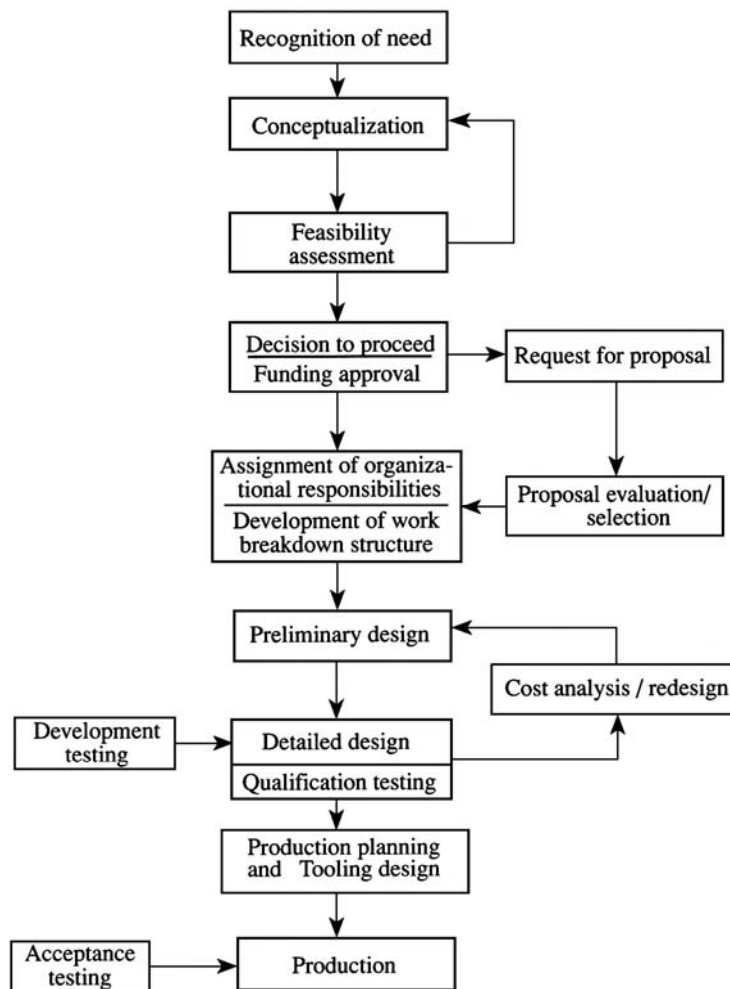 Recognition of need
Conceptualization
Feasibility
assessment
Decision to proceed
Funding approval
Request for proposal
Assignment of organiza-
tional responsibilities
Development of work
breakdown structure
Proposal evaluation/
selection
Preliminary design
Cost analysis / redesign
Development
testing
Detailed design
Qualification testing
Production planning
and Tooling design
Acceptance
testing
Production